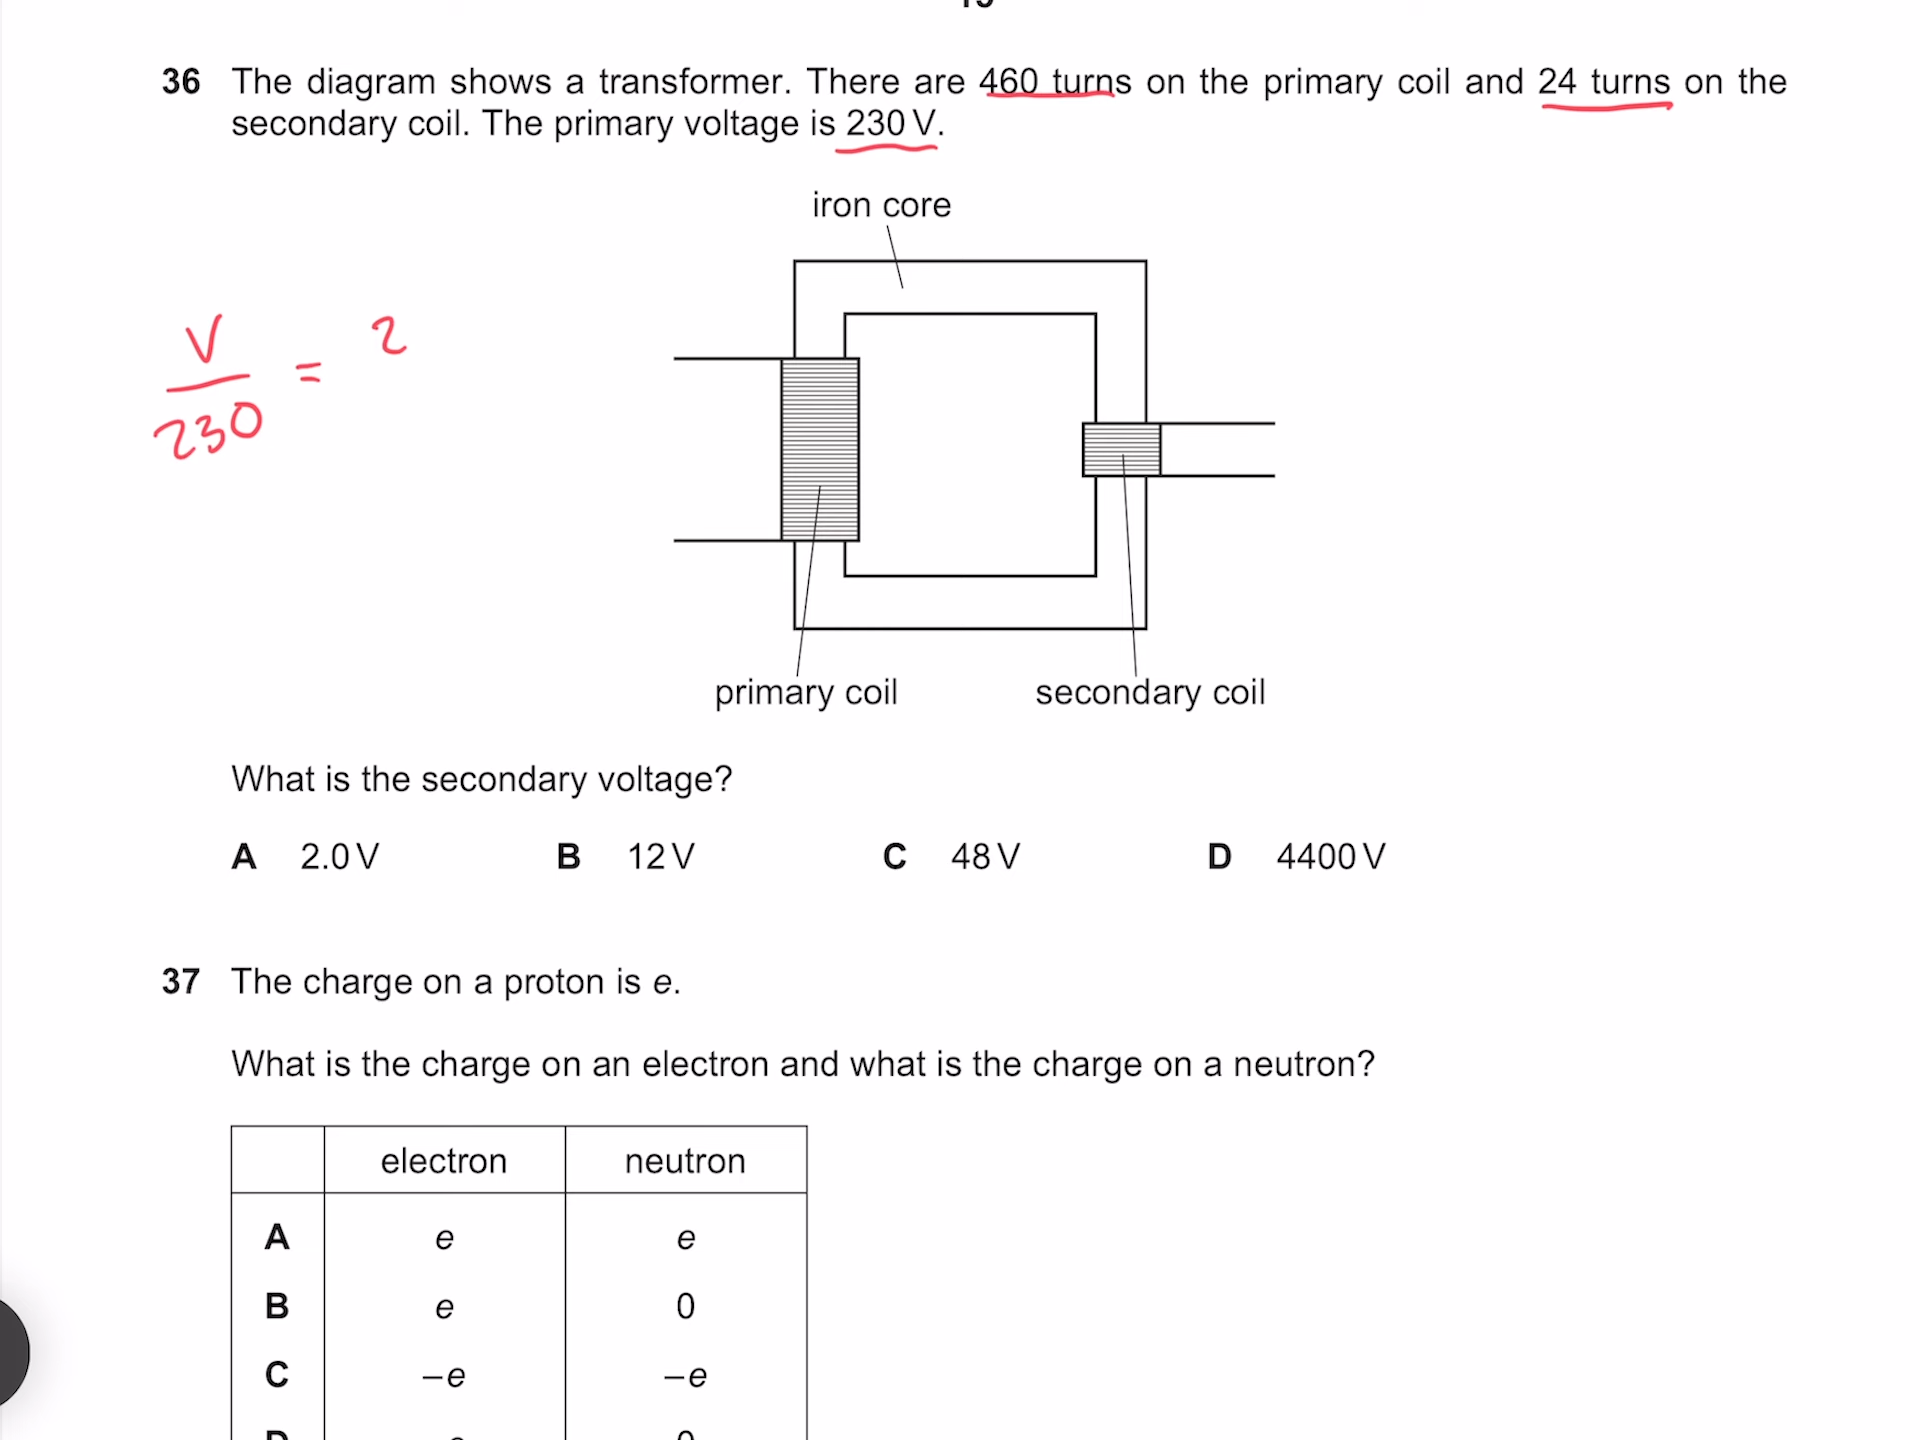 36 The diagram shows a transformer. There are 460 turns on the primary coil and 24 turns on the
secondary coil. The primary voltage is 230 V.
iron core
V
230
= 2
primary coil
secondary coil
What is the secondary voltage?
A 2.0 V B 12 V C 48 V D 4400 V
37 The charge on a proton is e.
What is the charge on an electron and what is the charge on a neutron?
electron neutron
A e e
B e 0
C –e –e